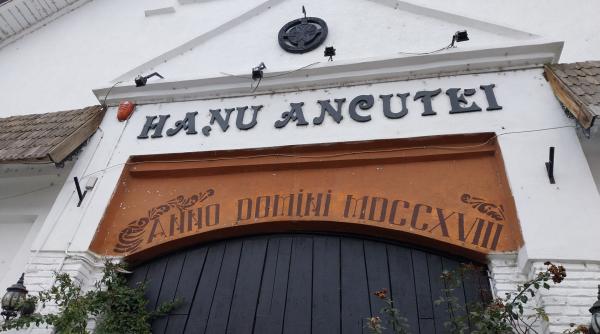 HANU ANCUTEI
ANNO DOMINI MDCCXVIII